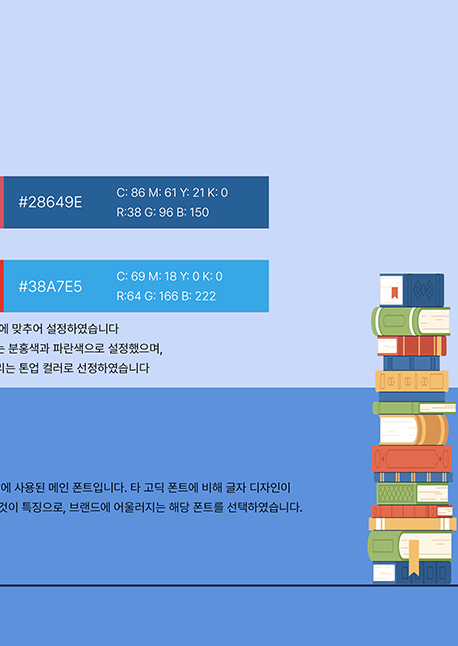 #28649E
C: 86 M: 61 Y: 21 K: 0
R:38 G: 96 B: 150
#38A7E5
C: 69 M: 18 Y: 0 K: 0
R:64 G: 166 B: 222
에 맞추어 설정하였습니다
는 분홍색과 파란색으로 설정했으며,
리는 톤업 컬러로 선정하였습니다
에 사용된 메인 폰트입니다. 타 고딕 폰트에 비해 글자 디자인이
것이 특징으로, 브랜드에 어울러지는 해당 폰트를 선택하였습니다.